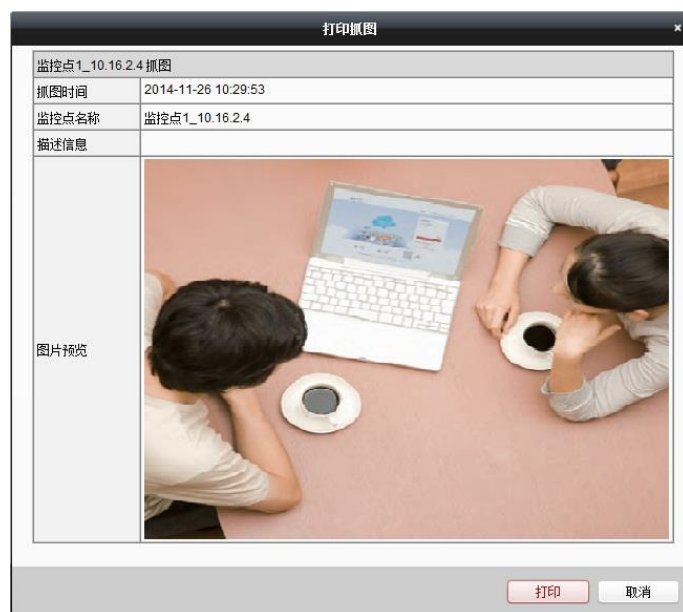 打印抓图
×
监控点1_10.16.2.4 抓图
抓图时间 2014-11-26 10:29:53
监控点名称 监控点1_10.16.2.4
描述信息
图片预览
打印 取消